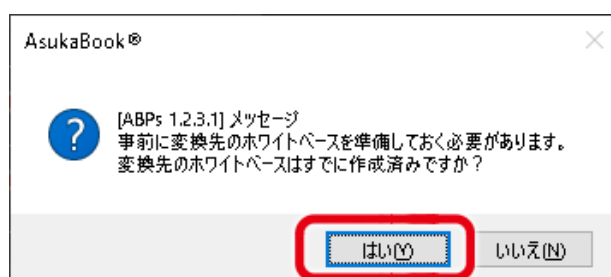 AsukaBook®
[ABPs 1.2.3.1] メッセージ
事前に変換先のホワイトベースを準備しておく必要があります。
変換先のホワイトベースはすでに作成済みですか？
はい(Y) いいえ(N)